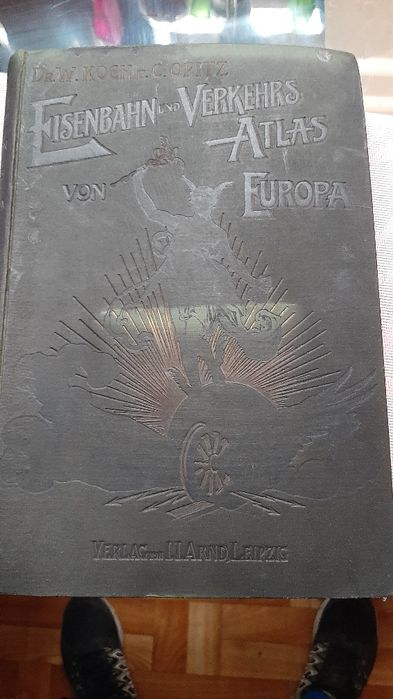 DR. W. KOCH U. C. OPITZ
EISENBAHN UND VERKEHRS
ATLAS
VON EUROPA
VERLAG VON J.J. ARND, LEIPZIG